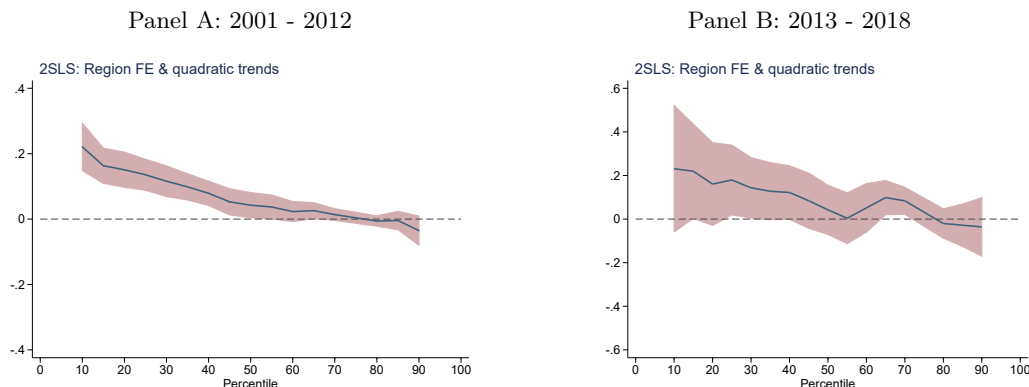 Panel A: 2001 - 2012
2SLS: Region FE & quadratic trends
.4
.2
0
-.2
-.4
0 10 20 30 40 50 60 70 80 90 100
Percentile
Panel B: 2013 - 2018
2SLS: Region FE & quadratic trends
.6
.4
.2
0
-.2
-.4
-.6
0 10 20 30 40 50 60 70 80 90 100
Percentile